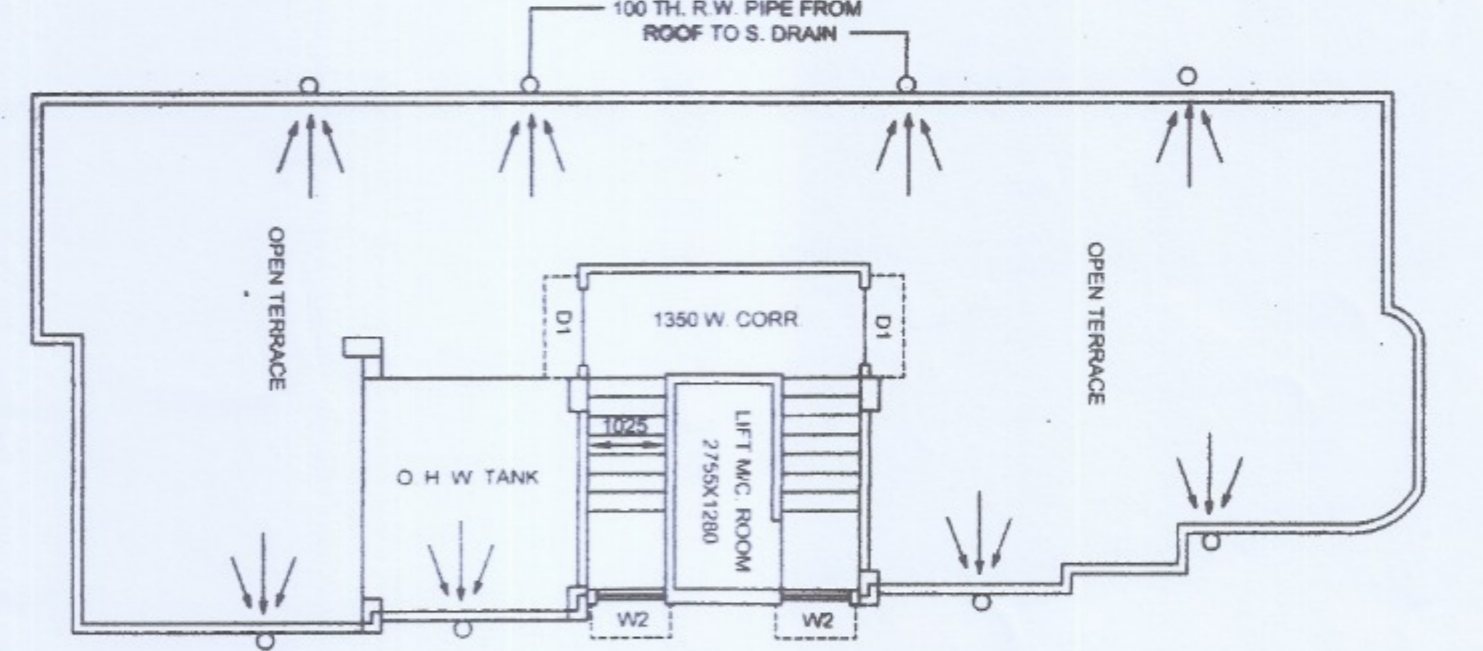 100 TH. R.W. PIPE FROM
ROOF TO S. DRAIN
OPEN TERRACE
D1
1350 W. CORR.
D1
OPEN TERRACE
1025
LIFT M/C. ROOM
2755X1280
O H W TANK
W2
W2